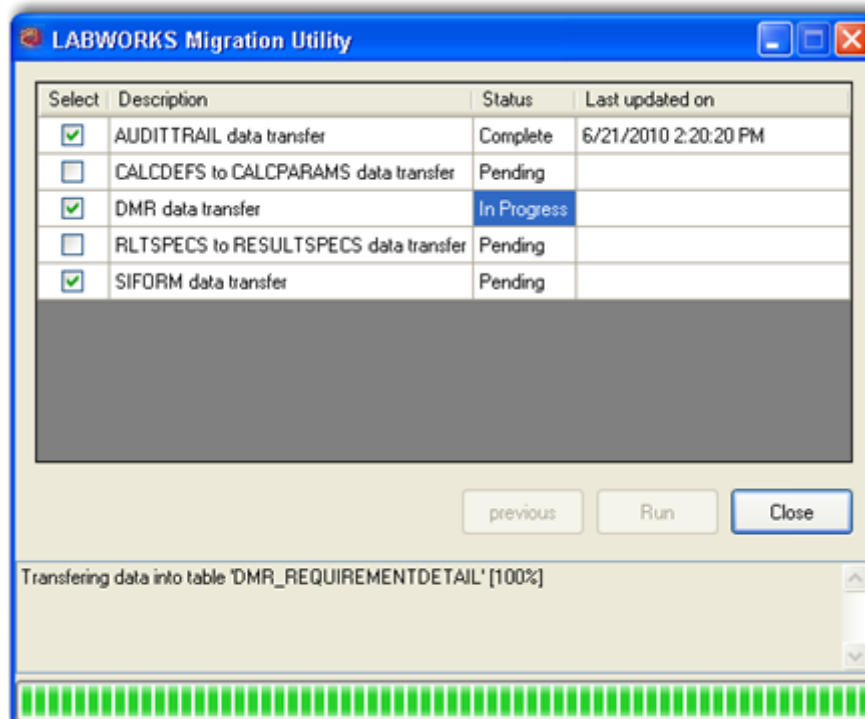 LABWORKS Migration Utility
Select Description Status Last updated on
AUDITTRAIL data transfer Complete 6/21/2010 2:20:20 PM
CALCDEFS to CALCPARAMS data transfer Pending
DMR data transfer In Progress
RLTSPECS to RESULTSPECS data transfer Pending
SIFORM data transfer Pending
previous Run Close
Transfering data into table 'DMR_REQUIREMENTDETAIL' [100%]